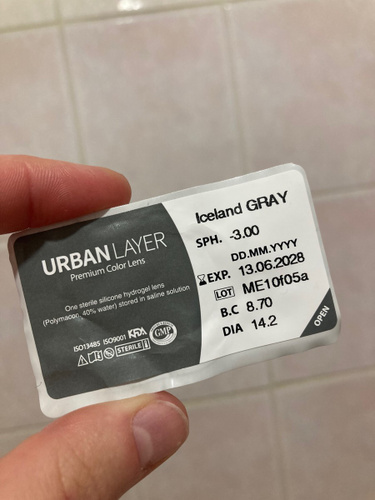 URBAN LAYER
Premium Color Lens
One sterile silicone hydrogel lens
(Polymacon, 40% water) stored in saline solution
ISO13485 ISO9001 KFDA
GMP
STERILE
Iceland GRAY
SPH. -3.00
DD.MM.YYYY
EXP. 13.06.2028
LOT ME10f05a
B.C 8.70
DIA 14.2
OPEN